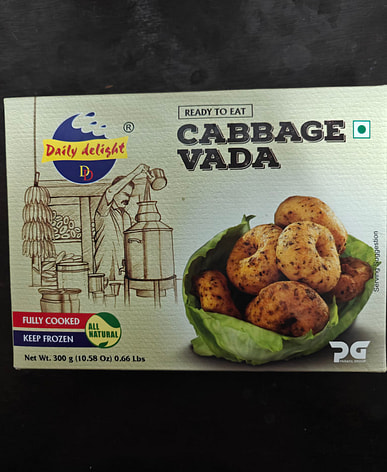 Daily delight
®
DD
READY TO EAT
CABBAGE
VADA
Serving suggestion
FULLY COOKED
KEEP FROZEN
ALL
NATURAL
Net Wt. 300 g (10.58 Oz) 0.66 Lbs
PG